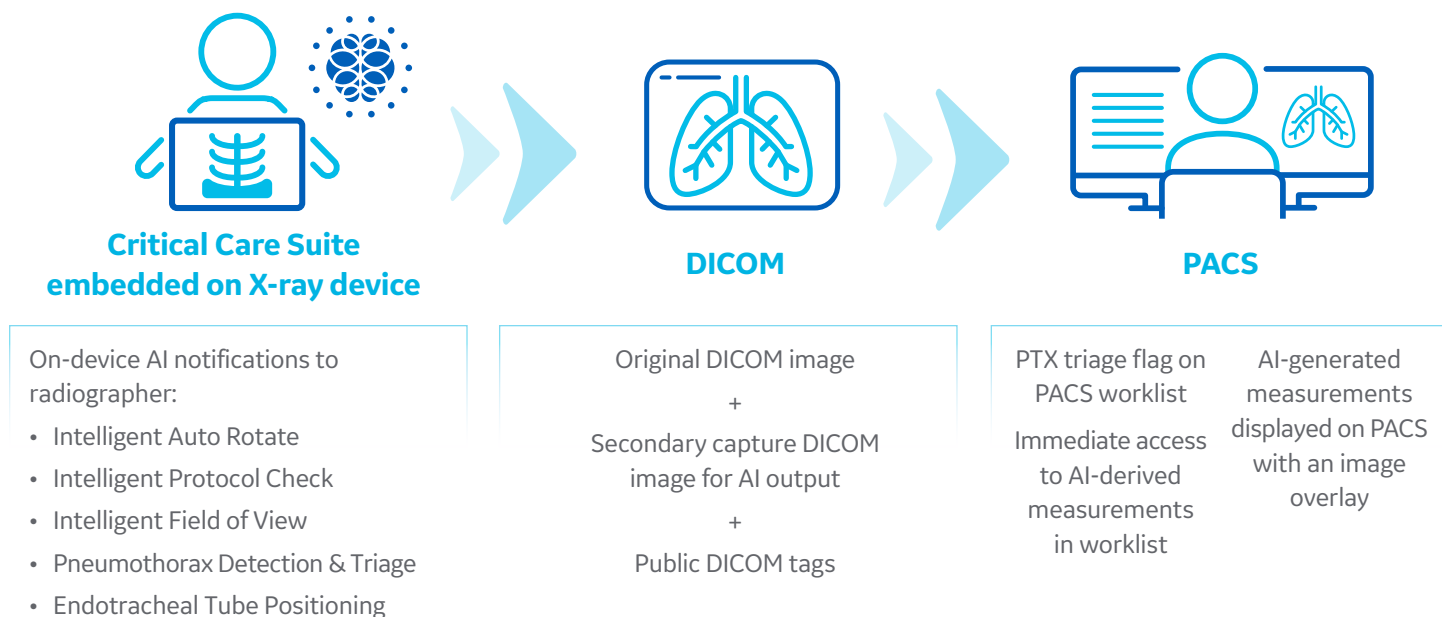 Critical Care Suite
embedded on X-ray device
DICOM
PACS
On-device AI notifications to
radiographer:
• Intelligent Auto Rotate
• Intelligent Protocol Check
• Intelligent Field of View
• Pneumothorax Detection & Triage
• Endotracheal Tube Positioning
Original DICOM image
+
Secondary capture DICOM
image for AI output
+
Public DICOM tags
PTX triage flag on
PACS worklist
Immediate access
to AI-derived
measurements
in worklist
AI-generated
measurements
displayed on PACS
with an image
overlay